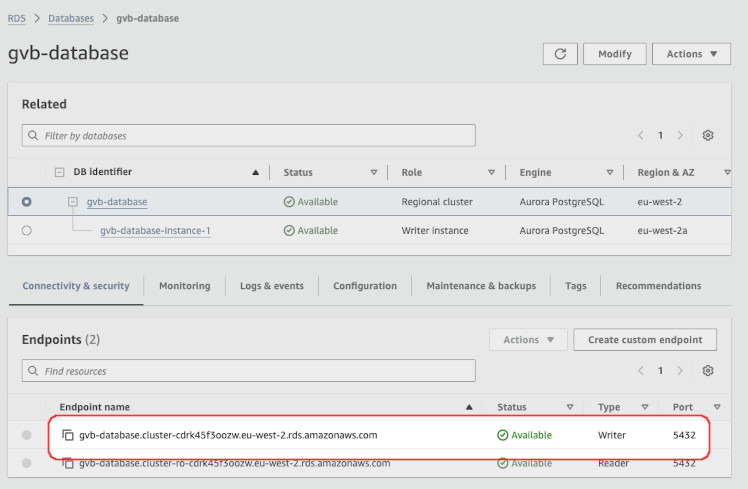 RDS > Databases > gvb-database
gvb-database
Modify
Actions
Related
Filter by databases
1
DB identifier Status Role Engine Region & AZ
gvb-database Available Regional cluster Aurora PostgreSQL eu-west-2
gvb-database-instance-1 Available Writer instance Aurora PostgreSQL eu-west-2a
Connectivity & security Monitoring Logs & events Configuration Maintenance & backups Tags Recommendations
Endpoints (2)
Actions
Create custom endpoint
Find resources
1
Endpoint name Status Type Port
gvb-database.cluster-cdrk45f3oozw.eu-west-2.rds.amazonaws.com Available Writer 5432
gvb-database.cluster-ro-cdrk45f3oozw.eu-west-2.rds.amazonaws.com Available Reader 5432